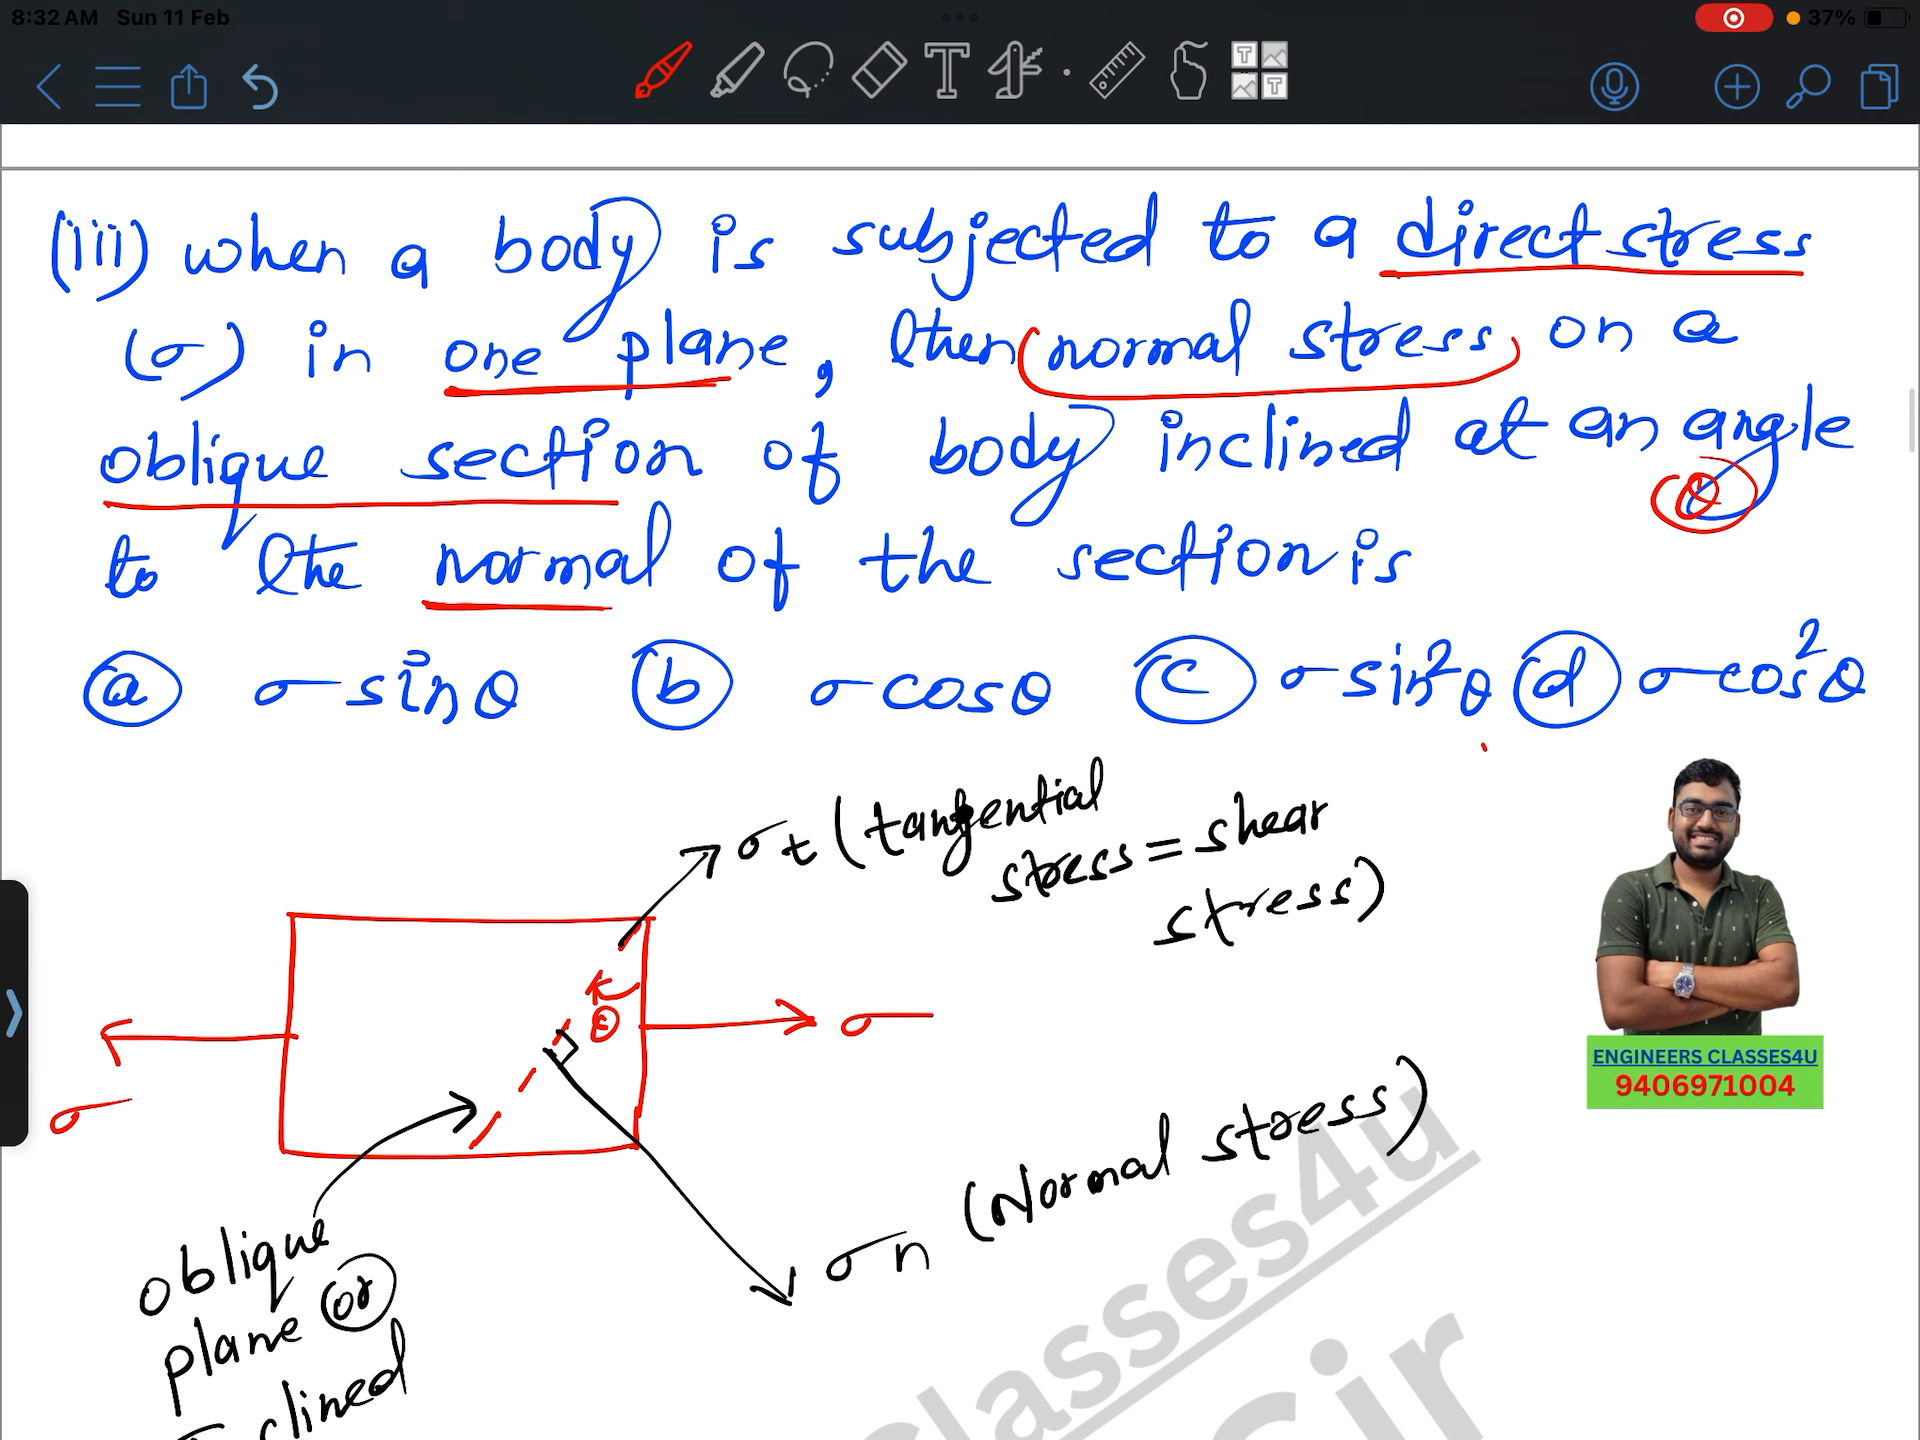 8:32 AM Sun 11 Feb
37%
(iii) when a body is subjected to a direct stress
(σ) in one plane, then (normal stress) on a
oblique section of body inclined at an angle
θ
to the normal of the section is
(a) σ sinθ (b) σ cosθ (c) σ sin²θ (d) σ cos²θ
σt (tangential
stress = shear
stress)
θ
σ
σ
σn (Normal stress)
oblique
plane or
clined
ENGINEERS CLASSES4U
9406971004
Classes4u
Sir